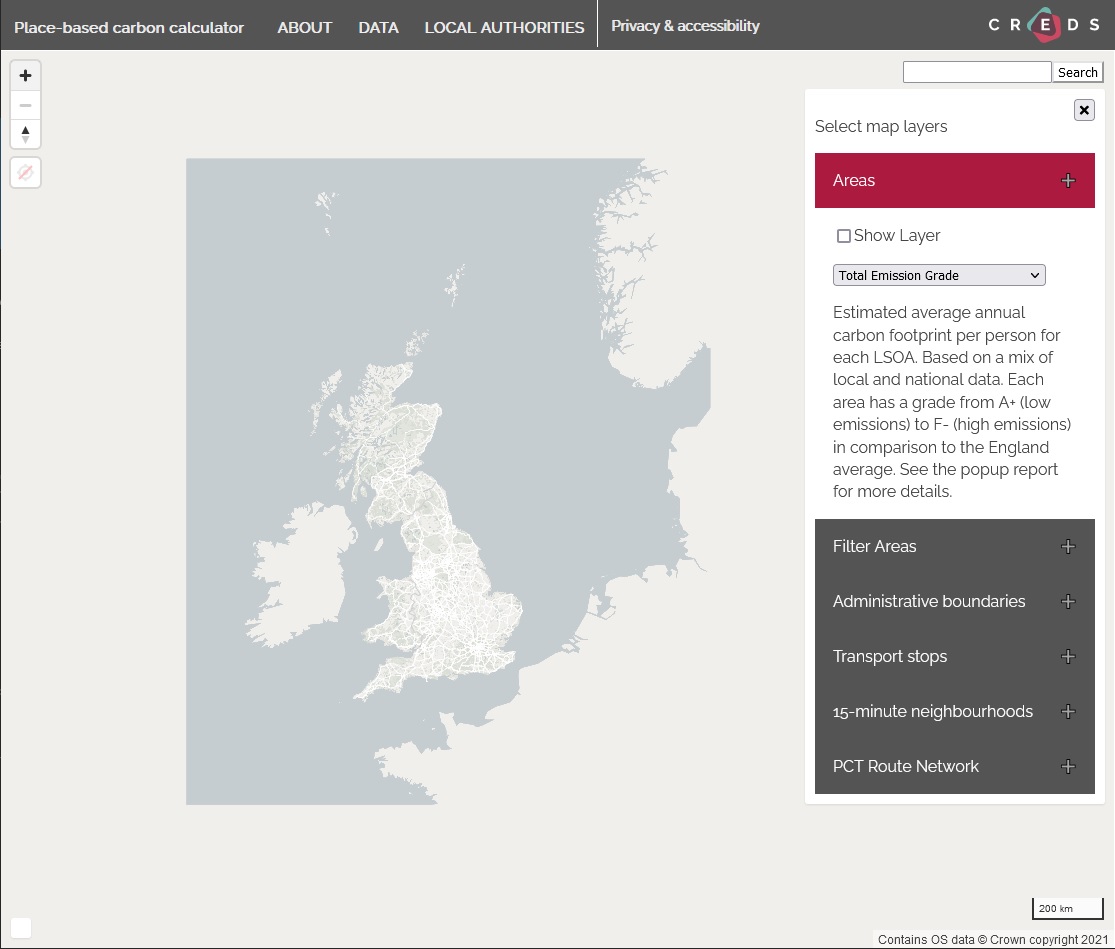 Place-based carbon calculator
ABOUT
DATA
LOCAL AUTHORITIES
Privacy & accessibility
CREDS
Search
Select map layers
Areas
Show Layer
Total Emission Grade
Estimated average annual
carbon footprint per person for
each LSOA. Based on a mix of
local and national data. Each
area has a grade from A+ (low
emissions) to F- (high emissions)
in comparison to the England
average. See the popup report
for more details.
Filter Areas
Administrative boundaries
Transport stops
15-minute neighbourhoods
PCT Route Network
200 km
Contains OS data © Crown copyright 2021